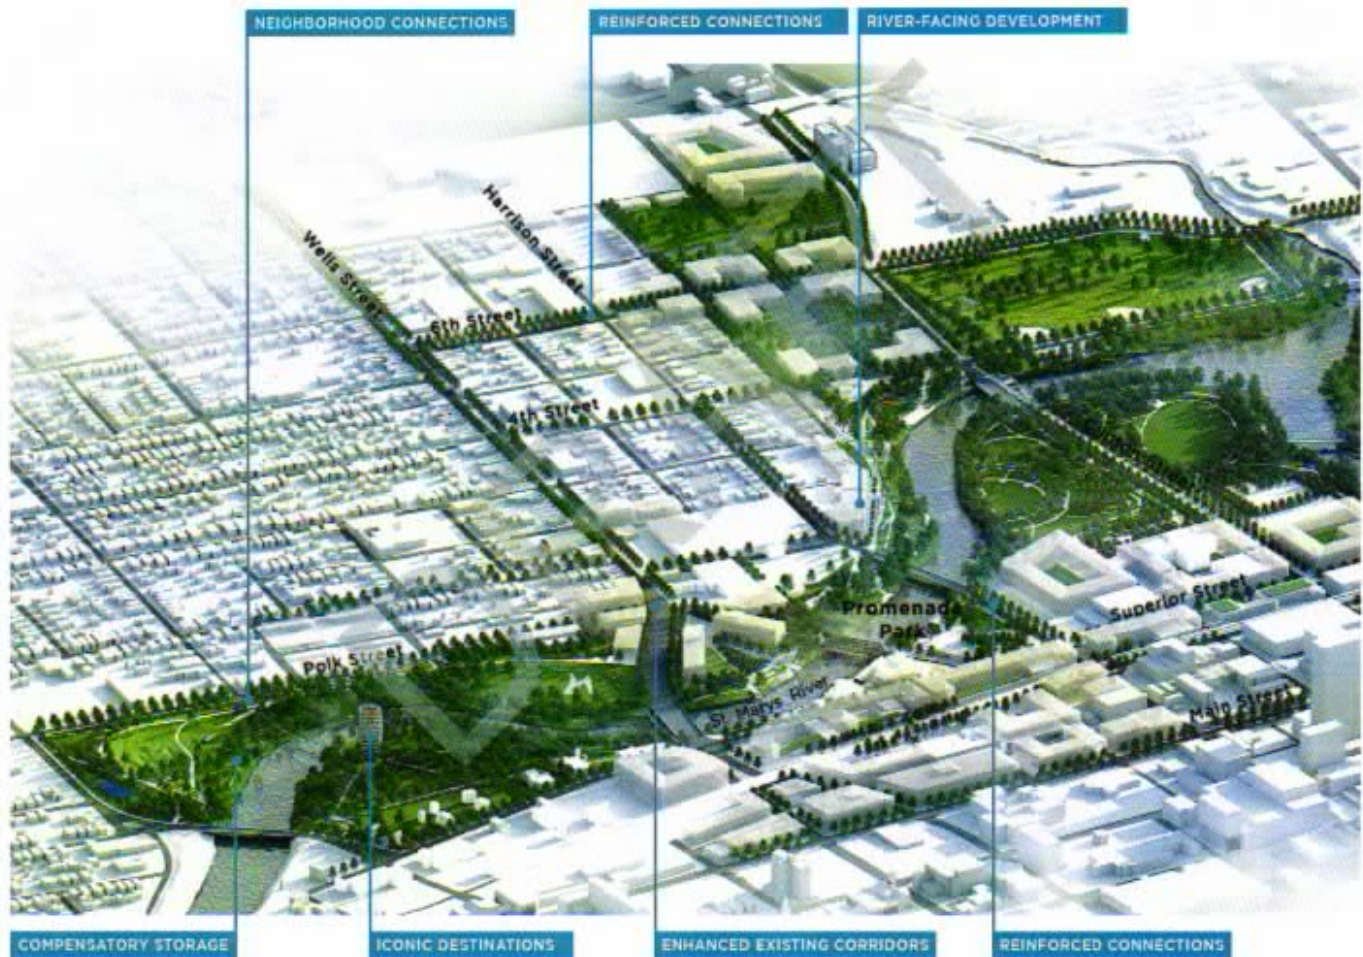 NEIGHBORHOOD CONNECTIONS
REINFORCED CONNECTIONS
RIVER-FACING DEVELOPMENT
Harrison Street
Wells Street
6th Street
4th Street
Superior Street
Promenade
Park
Polk Street
St. Marys River
Main Street
COMPENSATORY STORAGE
ICONIC DESTINATIONS
ENHANCED EXISTING CORRIDORS
REINFORCED CONNECTIONS